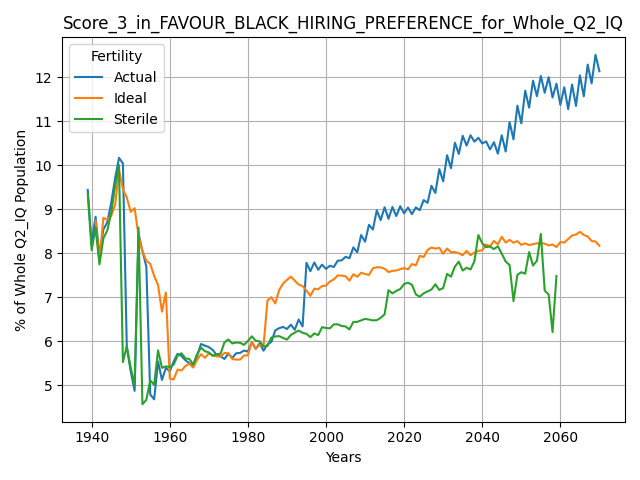 Score_3_in_FAVOUR_BLACK_HIRING_PREFERENCE_for_Whole_Q2_IQ
Fertility
Actual
Ideal
Sterile
12
11
10
9
8
7
6
5
% of Whole Q2_IQ Population
1940
1960
1980
2000
2020
2040
2060
Years